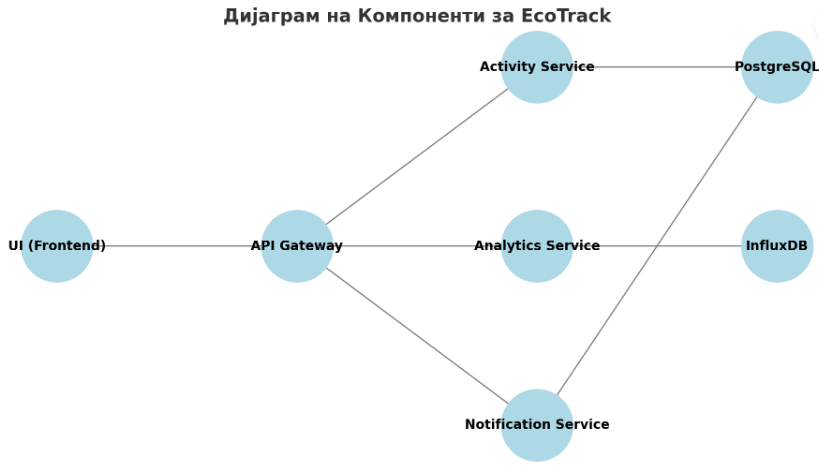 Дијаграм на Компоненти за EcoTrack
Activity Service
PostgreSQL
UI (Frontend)
API Gateway
Analytics Service
InfluxDB
Notification Service